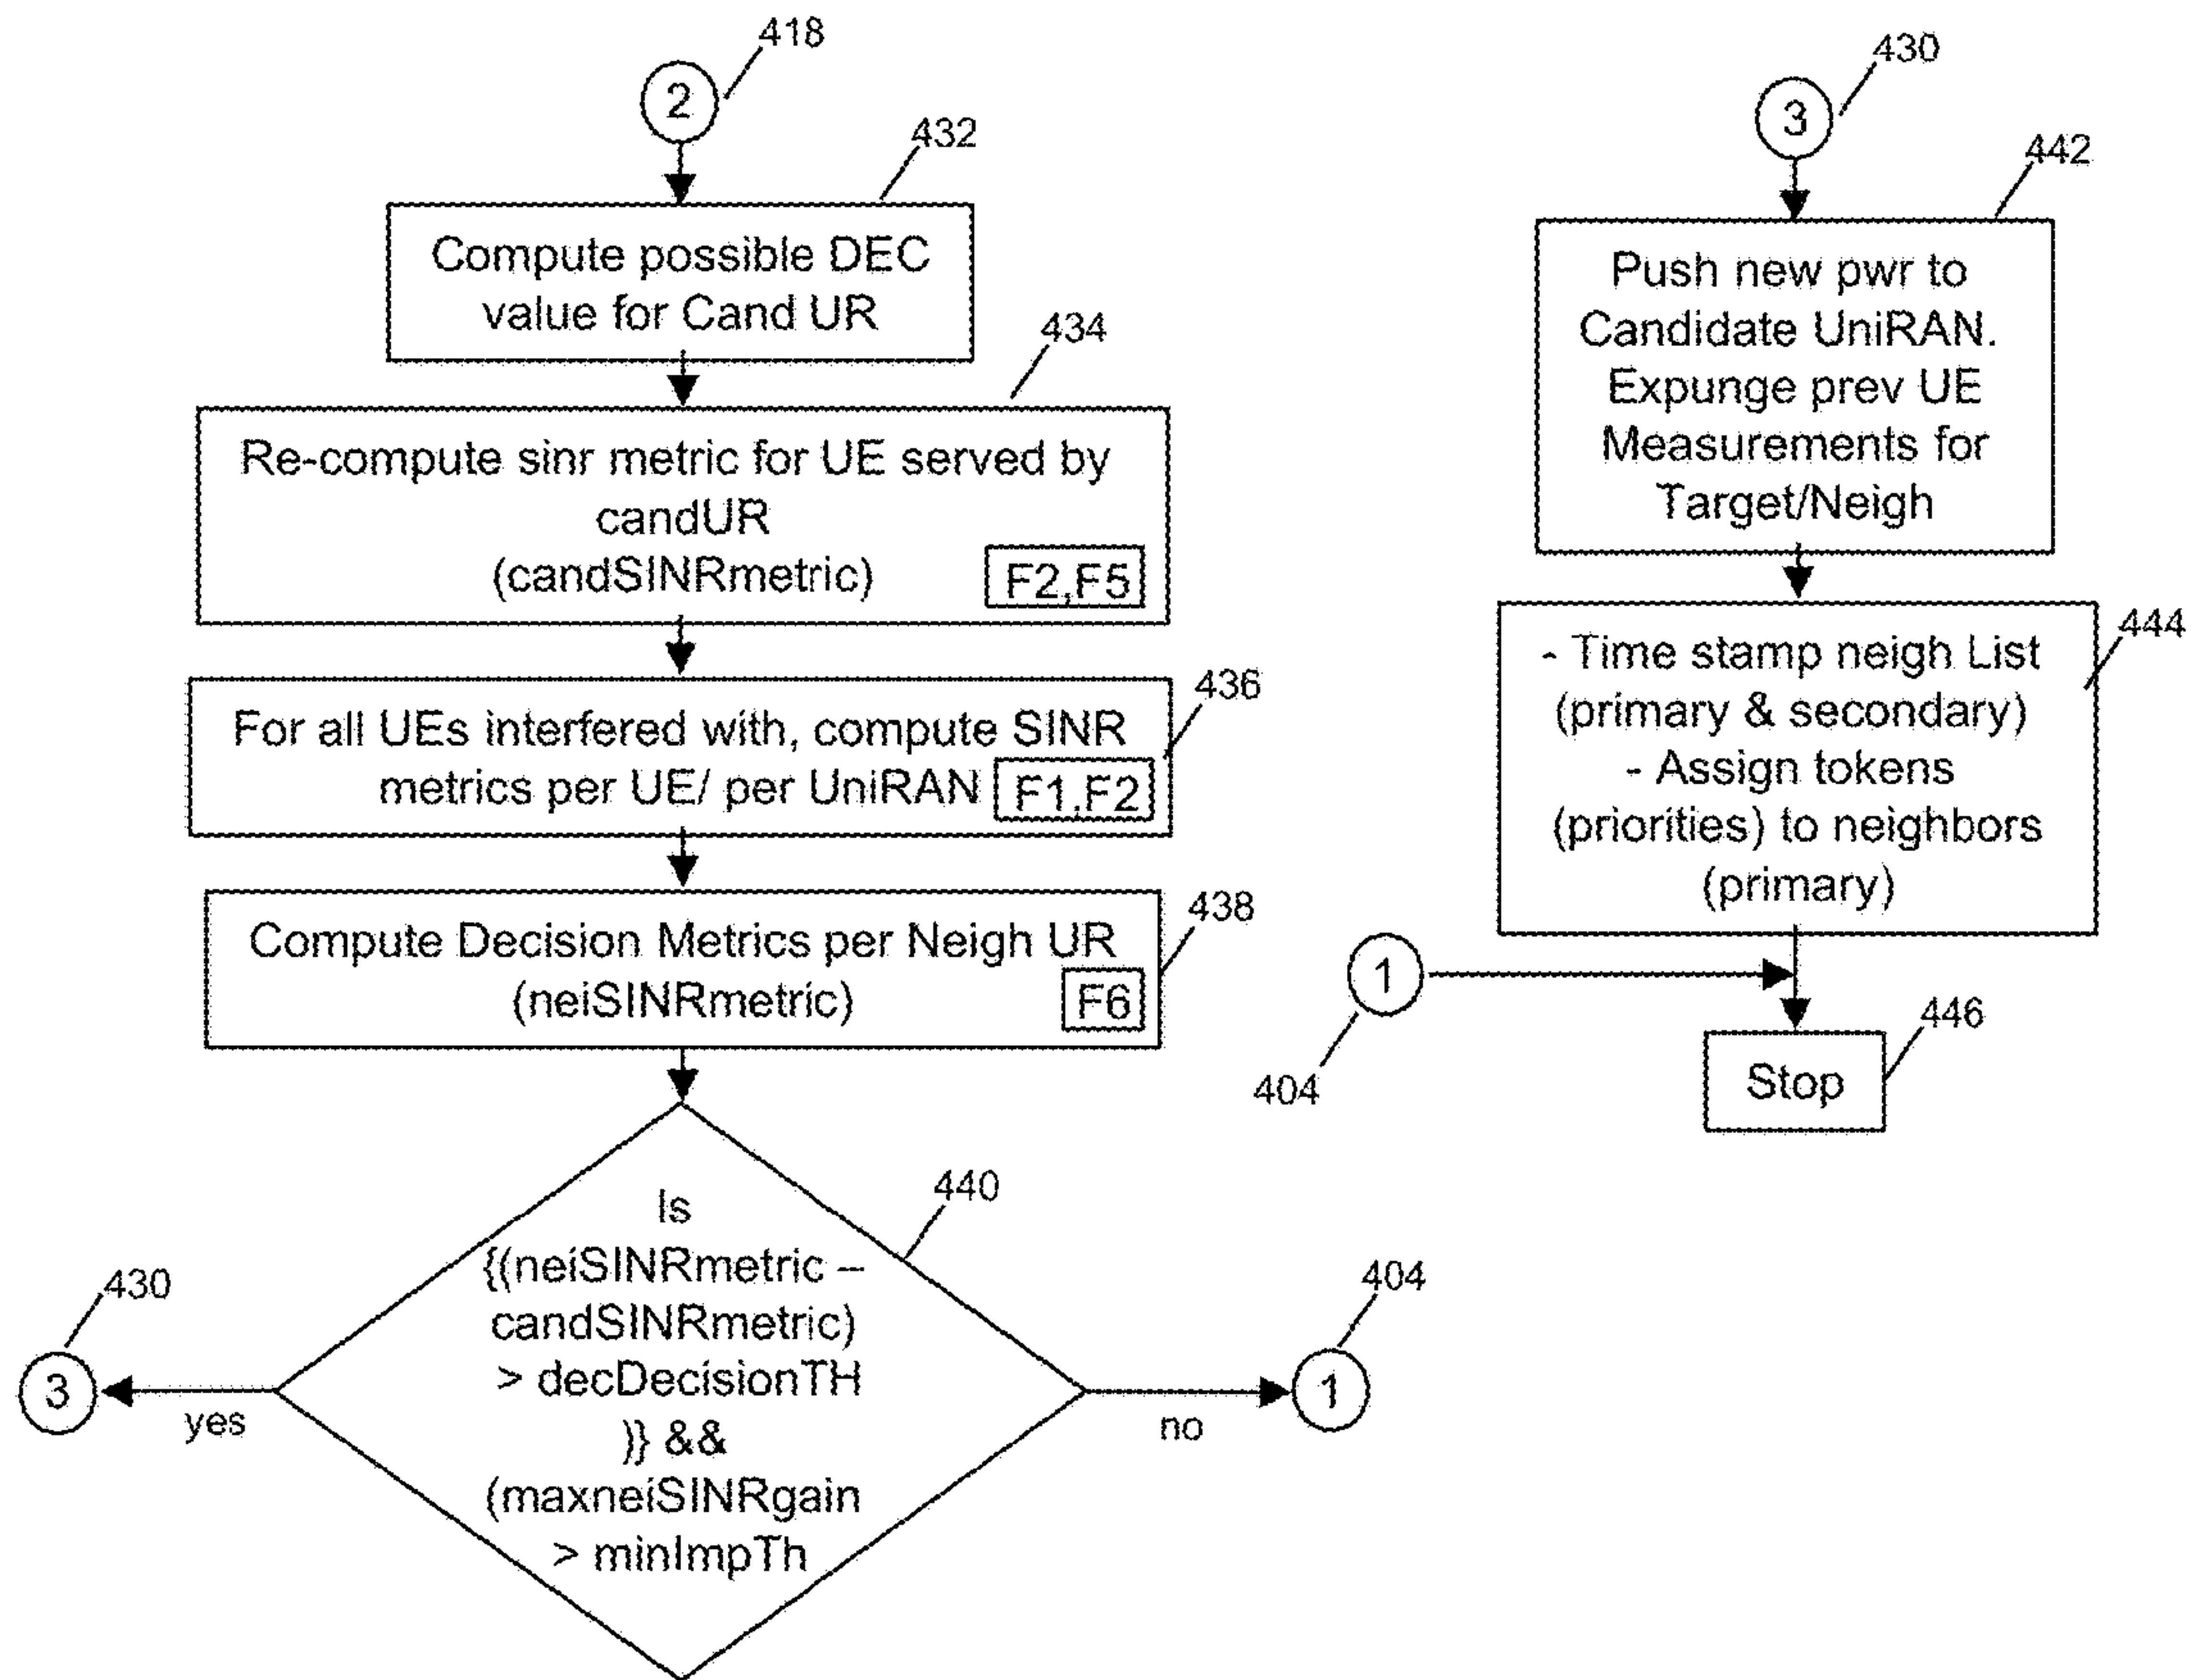 418
2
432
Compute possible DEC
value for Cand UR
434
Re-compute sinr metric for UE served by
candUR
(candSINRmetric)
F2,F5
436
For all UEs interfered with, compute SINR
metrics per UE/ per UniRAN
F1,F2
438
Compute Decision Metrics per Neigh UR
(neiSINRmetric)
F6
440
Is
{(neiSINRmetric –
candSINRmetric)
> decDecisionTH
)} &&
(maxneiSINRgain
> minImpTh
430
3
yes
404
1
no
430
3
442
Push new pwr to
Candidate UniRAN.
Expunge prev UE
Measurements for
Target/Neigh
444
- Time stamp neigh List
(primary & secondary)
- Assign tokens
(priorities) to neighbors
(primary)
1
404
446
Stop